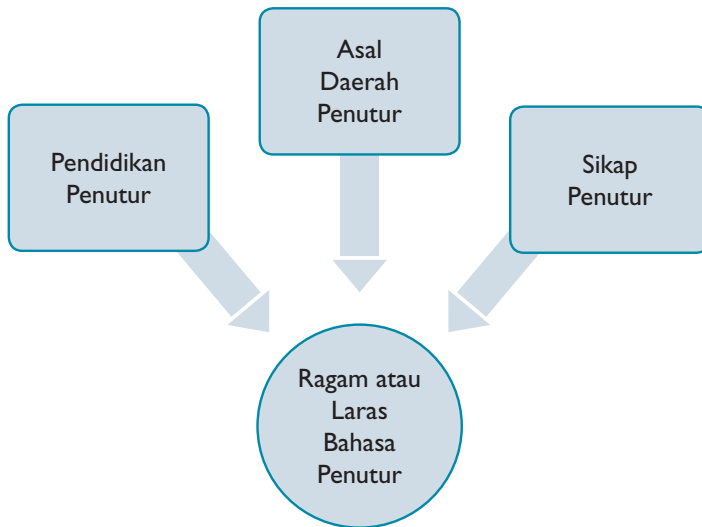 Asal
Daerah
Penutur
Pendidikan
Penutur
Sikap
Penutur
Ragam atau
Laras
Bahasa
Penutur